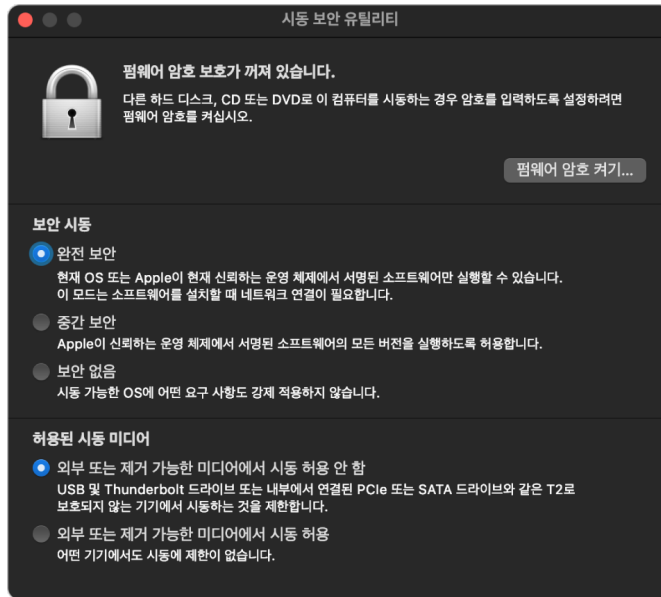 시동 보안 유틸리티
펌웨어 암호 보호가 꺼져 있습니다.
다른 하드 디스크, CD 또는 DVD로 이 컴퓨터를 시동하는 경우 암호를 입력하도록 설정하려면
펌웨어 암호를 켜십시오.
펌웨어 암호 켜기...
보안 시동
완전 보안
현재 OS 또는 Apple이 현재 신뢰하는 운영 체제에서 서명된 소프트웨어만 실행할 수 있습니다.
이 모드는 소프트웨어를 설치할 때 네트워크 연결이 필요합니다.
중간 보안
Apple이 신뢰하는 운영 체제에서 서명된 소프트웨어의 모든 버전을 실행하도록 허용합니다.
보안 없음
시동 가능한 OS에 어떤 요구 사항도 강제 적용하지 않습니다.
허용된 시동 미디어
외부 또는 제거 가능한 미디어에서 시동 허용 안 함
USB 및 Thunderbolt 드라이브 또는 내부에서 연결된 PCIe 또는 SATA 드라이브와 같은 T2로
보호되지 않는 기기에서 시동하는 것을 제한합니다.
외부 또는 제거 가능한 미디어에서 시동 허용
어떤 기기에서도 시동에 제한이 없습니다.